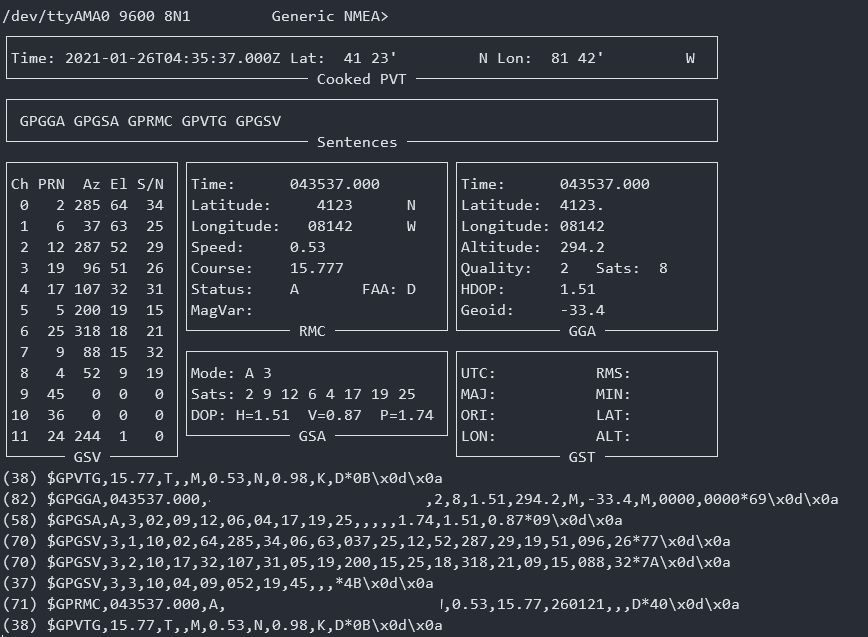 /dev/ttyAMA0 9600 8N1         Generic NMEA>
Time: 2021-01-26T04:35:37.000Z Lat:  41 23'         N Lon:  81 42'         W
Cooked PVT
GPGGA GPGSA GPRMC GPVTG GPGSV
Sentences
Ch PRN  Az El S/N
0   2 285 64  34
1   6  37 63  25
2  12 287 52  29
3  19  96 51  26
4  17 107 32  31
5   5 200 19  15
6  25 318 18  21
7   9  88 15  32
8   4  52  9  19
9  45   0  0   0
10  36   0  0   0
11  24 244  1   0
GSV
Time:      043537.000
Latitude:     4123      N
Longitude:   08142      W
Speed:     0.53
Course:    15.777
Status:    A       FAA: D
MagVar:
RMC
Time:      043537.000
Latitude:  4123.
Longitude: 08142
Altitude:  294.2
Quality:   2   Sats:  8
HDOP:      1.51
Geoid:     -33.4
GGA
Mode: A 3
Sats: 2 9 12 6 4 17 19 25
DOP: H=1.51  V=0.87  P=1.74
GSA
UTC:           RMS:
MAJ:           MIN:
ORI:           LAT:
LON:           ALT:
GST
(38) $GPVTG,15.77,T,,M,0.53,N,0.98,K,D*0B\x0d\x0a
(82) $GPGGA,043537.000,                        ,2,8,1.51,294.2,M,-33.4,M,0000,0000*69\x0d\x0a
(58) $GPGSA,A,3,02,09,12,06,04,17,19,25,,,,,1.74,1.51,0.87*09\x0d\x0a
(70) $GPGSV,3,1,10,02,64,285,34,06,63,037,25,12,52,287,29,19,51,096,26*77\x0d\x0a
(70) $GPGSV,3,2,10,17,32,107,31,05,19,200,15,25,18,318,21,09,15,088,32*7A\x0d\x0a
(37) $GPGSV,3,3,10,04,09,052,19,45,,,*4B\x0d\x0a
(71) $GPRMC,043537.000,A,                        ,0.53,15.77,260121,,,D*40\x0d\x0a
(38) $GPVTG,15.77,T,,M,0.53,N,0.98,K,D*0B\x0d\x0a